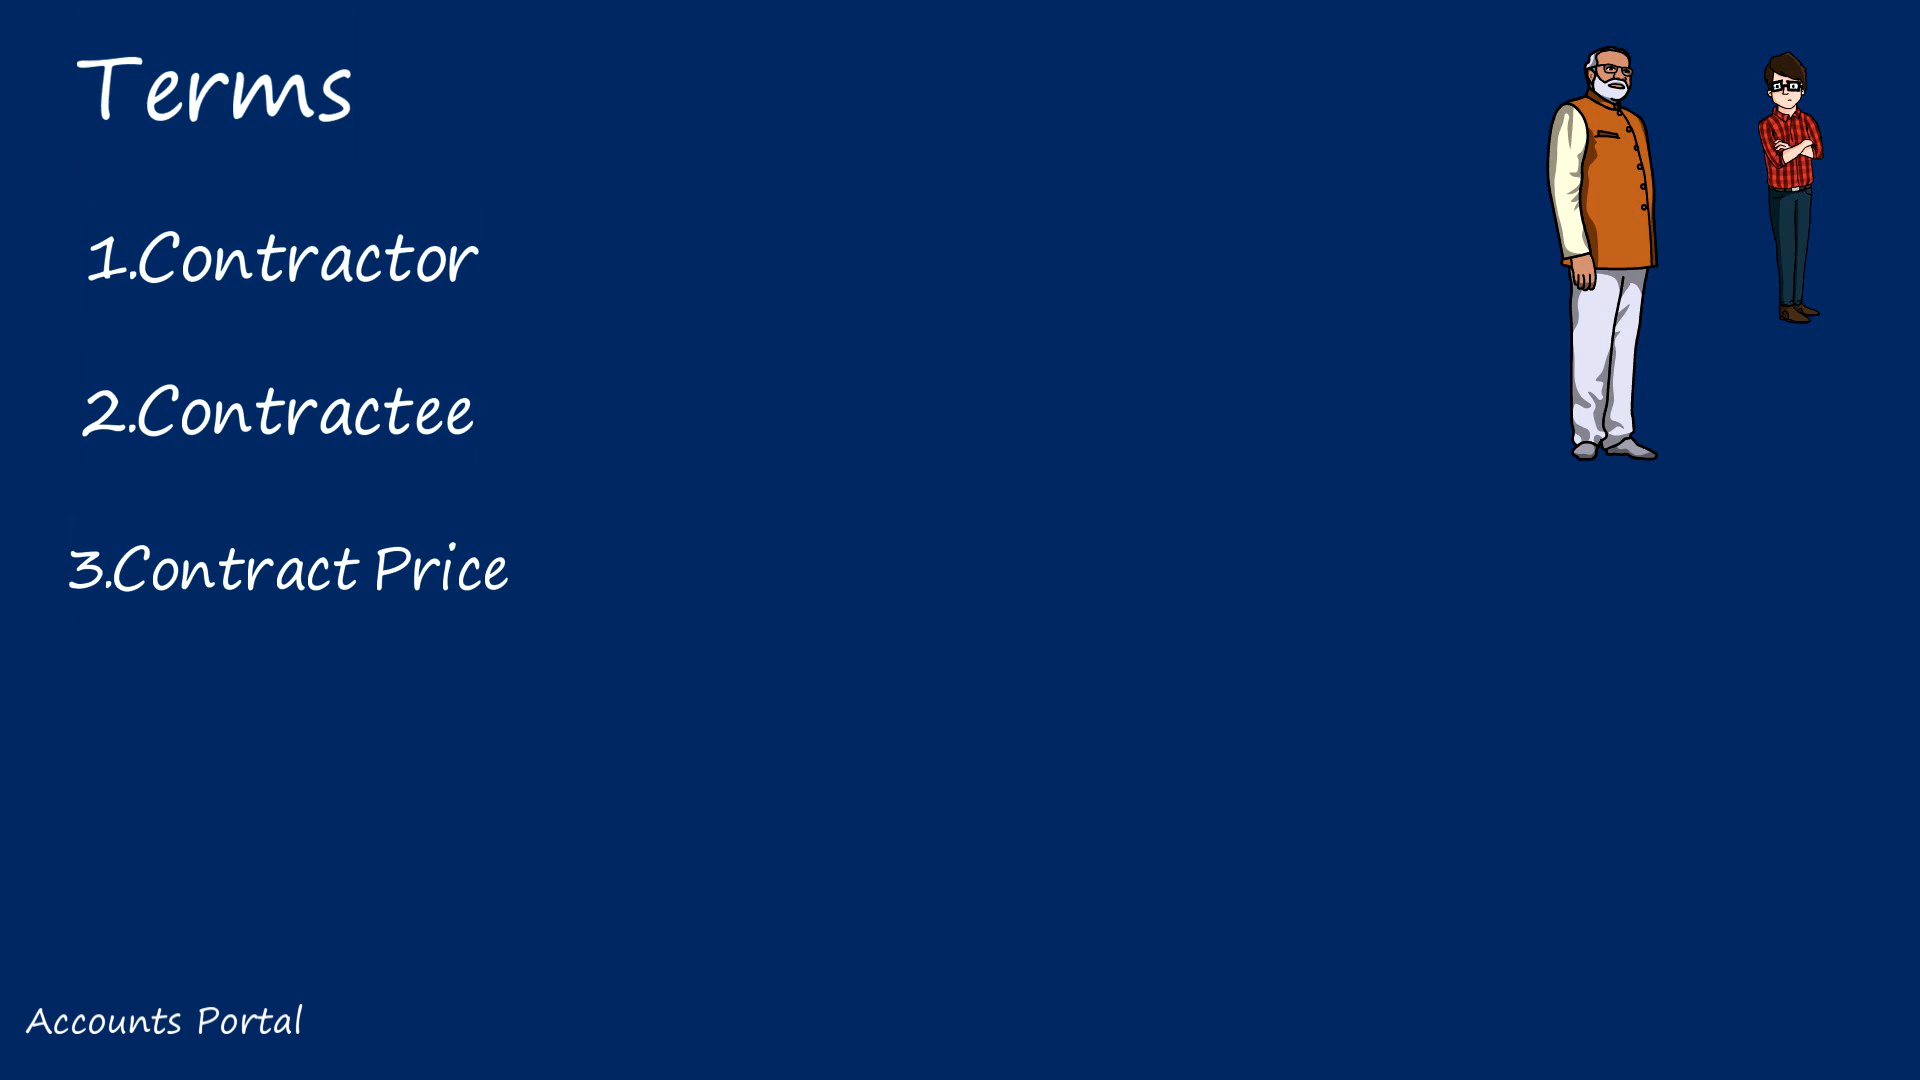 Terms
1.Contractor
2.Contractee
3.Contract Price
Accounts Portal